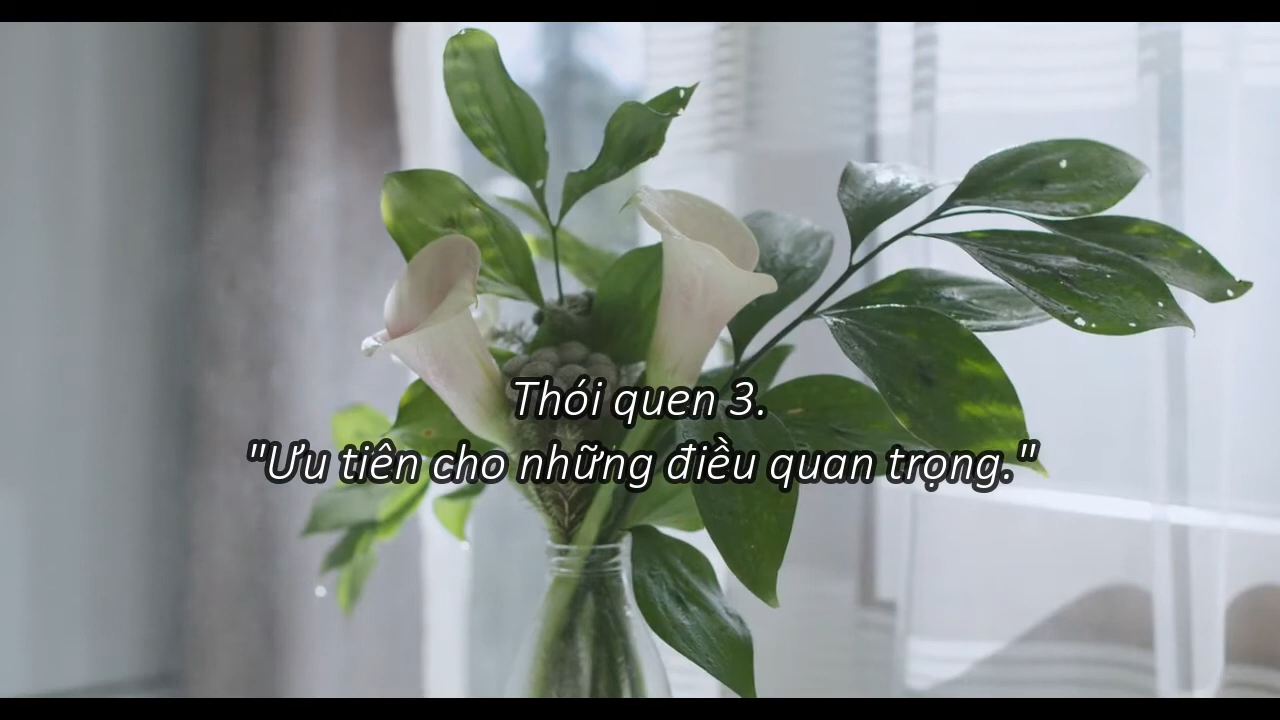 Thói quen 3.
"Ưu tiên cho những điều quan trọng."